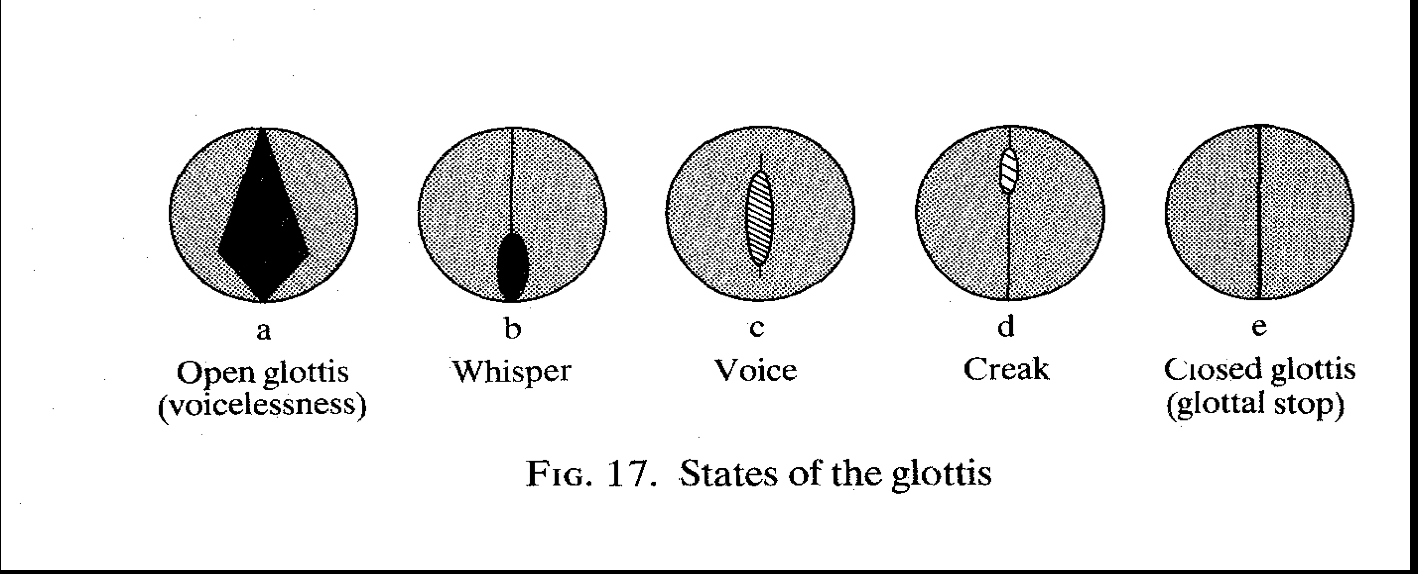 a b c d e
Open glottis Whisper Voice Creak Closed glottis
(voicelessness) (glottal stop)
FIG. 17. States of the glottis